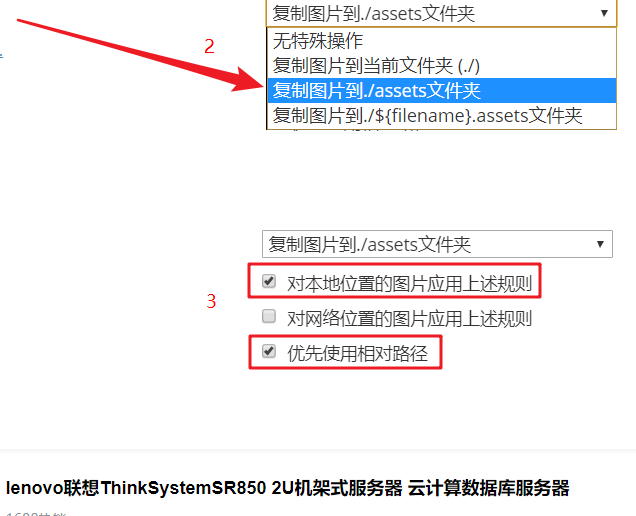 复制图片到./assets文件夹
2
无特殊操作
复制图片到当前文件夹 (./)
复制图片到./assets文件夹
复制图片到./${filename}.assets文件夹
复制图片到./assets文件夹
对本地位置的图片应用上述规则
3
对网络位置的图片应用上述规则
优先使用相对路径
lenovo联想ThinkSystemSR850 2U机架式服务器 云计算数据库服务器